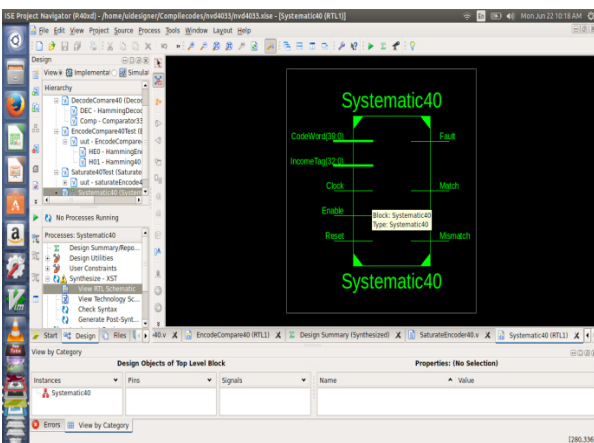 ISE Project Navigator (P.40xd) - /home/uidesigner/Compliecodes/nvd4033/nvd4033.xise - [Systematic40 (RTL1)]
En
Mon Jun 22 10:18 AM
File Edit View Project Source Process Tools Window Layout Help
Design
View: Implementar Simulat
Hierarchy
DecodeComare40 (Decod
DEC - HammingDecod
Comp - Comparator33
EncodeCompare40Test (E
uut - EncodeCompare
HE0 - HammingEn
H01 - Hamming40
Saturate40Test (Saturate
uut - saturateEncode4
Systematic40 (System
No Processes Running
Processes: Systematic40
Design Summary/Repo...
Design Utilities
User Constraints
Synthesize - XST
View RTL Schematic
View Technology Sc...
Check Syntax
Generate Post-Synt...
Systematic40
CodeWord(39:0)
Fault
IncomeTag(32:0)
Clock
Match
Enable
Block: Systematic40
Type: Systematic40
Reset
Mismatch
Systematic40
Start Design Files
40.v EncodeCompare40 (RTL1) Design Summary (Synthesized) SaturateEncoder40.v Systematic40 (RTL1)
View by Category
Design Objects of Top Level Block
Properties: (No Selection)
Instances Pins Signals Name Value
Systematic40
Errors View by Category
[280,336